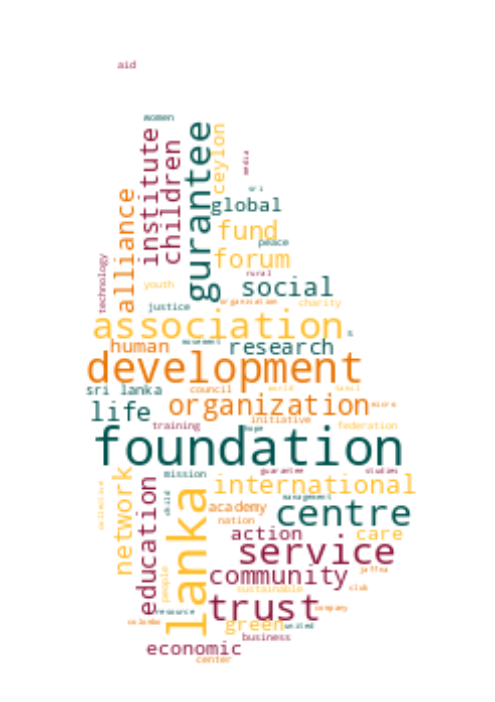 aid
women
institute
children
gurantee
ceylon
media
sri
alliance
global
fund
peace
forum
rural
technology
youth
social
organization
charity
justice
association
s
human
movement
research
development
sri lanka
council
world
tamil
life
organization
micro
initiative
training
hope
federation
foundation
network
mission
guarantee
studies
international
education
collective
child
lanka
management
academy
centre
nation
action
care
service
people
community
jaffna
sustainable
club
trust
company
resource
colombo
green
united
business
economic
center